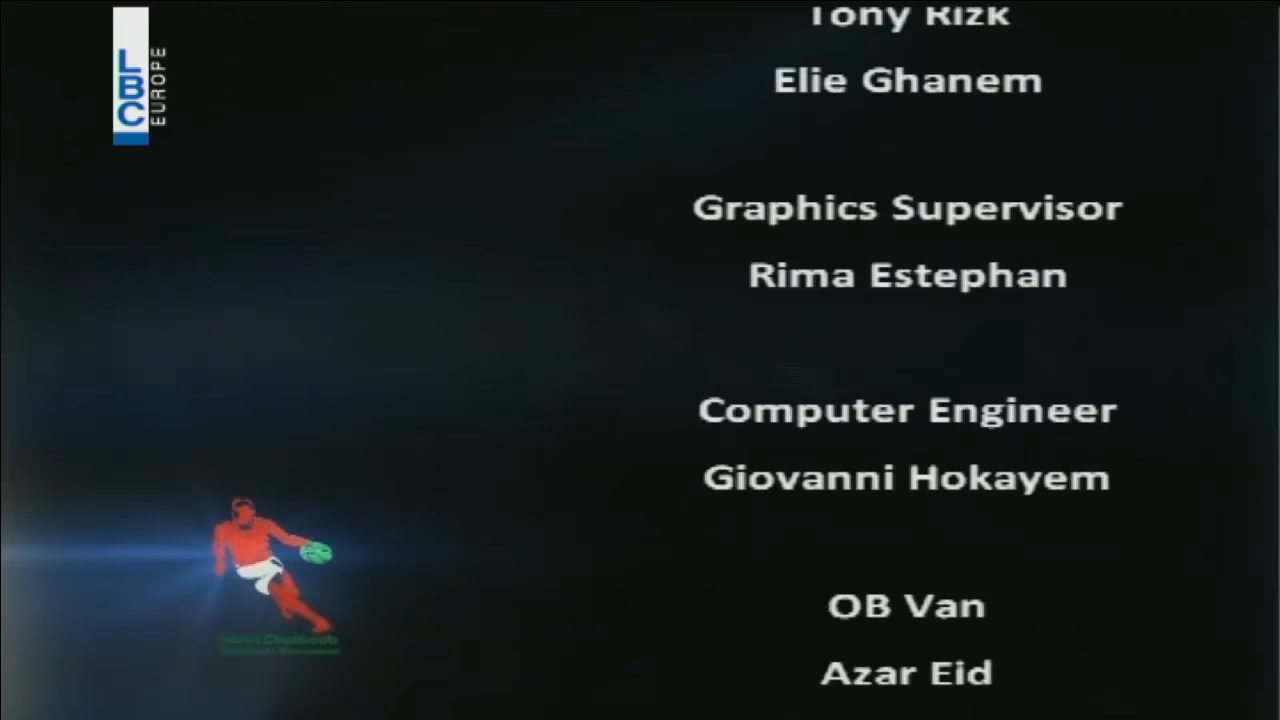 LBC
EUROPE
Tony Rizk
Elie Ghanem
Graphics Supervisor
Rima Estephan
Computer Engineer
Giovanni Hokayem
OB Van
Azar Eid